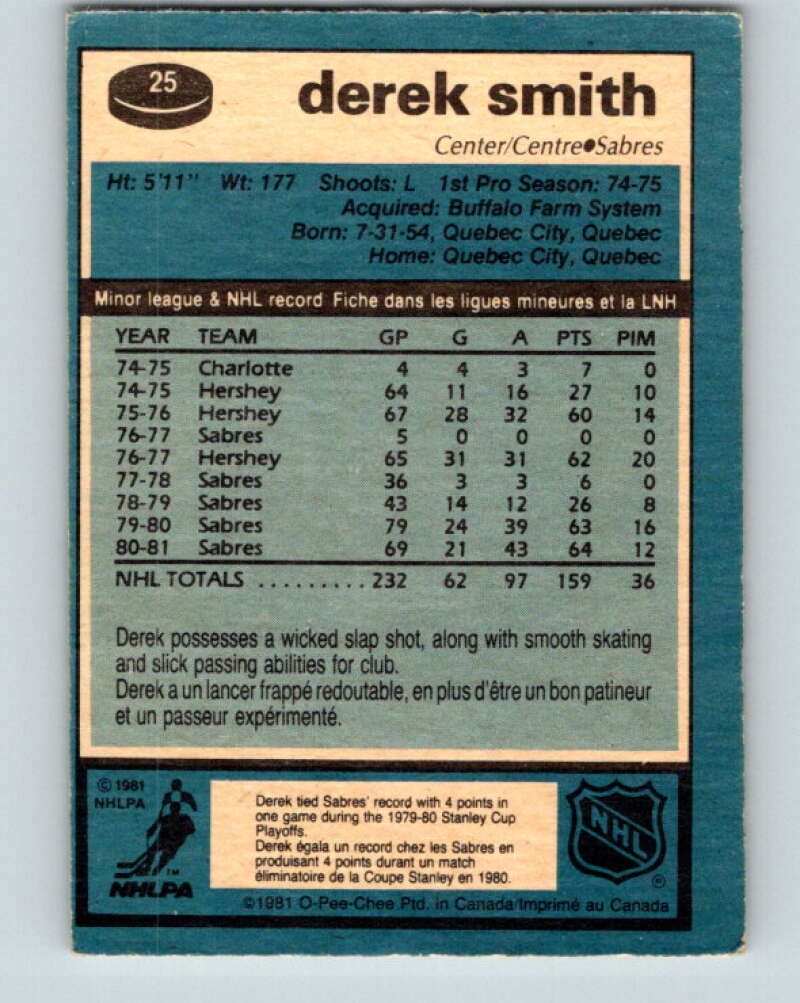 25
derek smith
Center/Centre●Sabres
Ht: 5'11" Wt: 177 Shoots: L 1st Pro Season: 74-75
Acquired: Buffalo Farm System
Born: 7-31-54, Quebec City, Quebec
Home: Quebec City, Quebec
Minor league & NHL record Fiche dans les ligues mineures et la LNH
YEAR TEAM GP G A PTS PIM
74-75 Charlotte 4 4 3 7 0
74-75 Hershey 64 11 16 27 10
75-76 Hershey 67 28 32 60 14
76-77 Sabres 5 0 0 0 0
76-77 Hershey 65 31 31 62 20
77-78 Sabres 36 3 3 6 0
78-79 Sabres 43 14 12 26 8
79-80 Sabres 79 24 39 63 16
80-81 Sabres 69 21 43 64 12
NHL TOTALS .......... 232 62 97 159 36
Derek possesses a wicked slap shot, along with smooth skating
and slick passing abilities for club.
Derek a un lancer frappé redoutable, en plus d'être un bon patineur
et un passeur expérimenté.
© 1981
NHLPA
TM
NHLPA
Derek tied Sabres' record with 4 points in
one game during the 1979-80 Stanley Cup
Playoffs.
Derek égala un record chez les Sabres en
produisant 4 points durant un match
éliminatoire de la Coupe Stanley en 1980.
NHL
®
©1981 O-Pee-Chee Ptd. in Canada/Imprimé au Canada